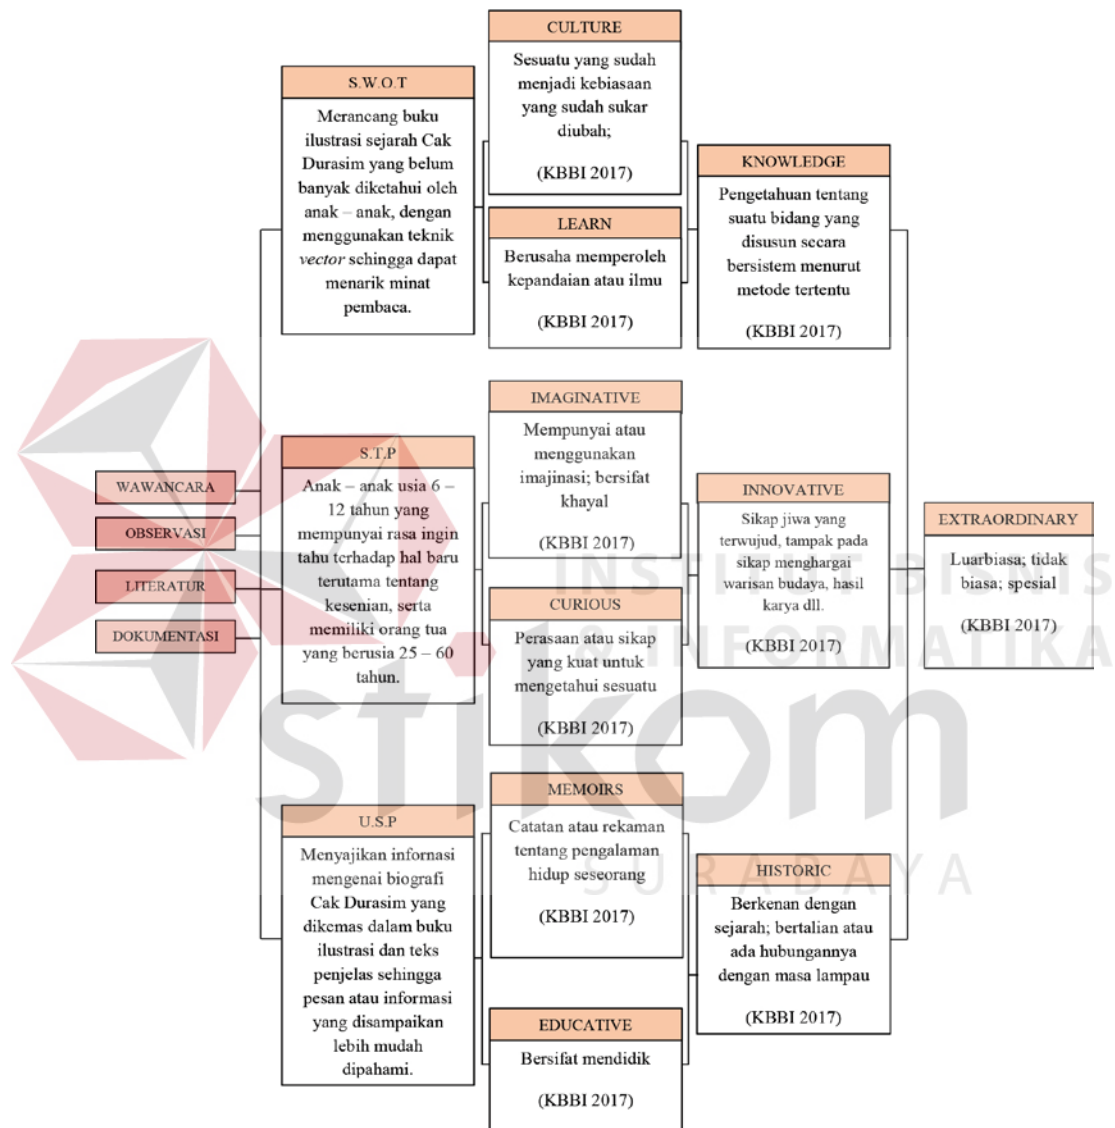 WAWANCARA
OBSERVASI
LITERATUR
DOKUMENTASI
S.W.O.T
Merancang buku
ilustrasi sejarah Cak
Durasim yang belum
banyak diketahui oleh
anak – anak, dengan
menggunakan teknik
vector sehingga dapat
menarik minat
pembaca.
S.T.P
Anak – anak usia 6 –
12 tahun yang
mempunyai rasa ingin
tahu terhadap hal baru
terutama tentang
kesenian, serta
memiliki orang tua
yang berusia 25 – 60
tahun.
U.S.P
Menyajikan infornasi
mengenai biografi
Cak Durasim yang
dikemas dalam buku
ilustrasi dan teks
penjelas sehingga
pesan atau informasi
yang disampaikan
lebih mudah
dipahami.
CULTURE
Sesuatu yang sudah
menjadi kebiasaan
yang sudah sukar
diubah;
(KBBI 2017)
LEARN
Berusaha memperoleh
kepandaian atau ilmu
(KBBI 2017)
IMAGINATIVE
Mempunyai atau
menggunakan
imajinasi; bersifat
khayal
(KBBI 2017)
CURIOUS
Perasaan atau sikap
yang kuat untuk
mengetahui sesuatu
(KBBI 2017)
MEMOIRS
Catatan atau rekaman
tentang pengalaman
hidup seseorang
(KBBI 2017)
EDUCATIVE
Bersifat mendidik
(KBBI 2017)
KNOWLEDGE
Pengetahuan tentang
suatu bidang yang
disusun secara
bersistem menurut
metode tertentu
(KBBI 2017)
INNOVATIVE
Sikap jiwa yang
terwujud, tampak pada
sikap menghargai
warisan budaya, hasil
karya dll.
(KBBI 2017)
HISTORIC
Berkenan dengan
sejarah; bertalian atau
ada hubungannya
dengan masa lampau
(KBBI 2017)
EXTRAORDINARY
Luarbiasa; tidak
biasa; spesial
(KBBI 2017)
INSTITUT BISNIS
& INFORMATIKA
stikom
SURABAYA